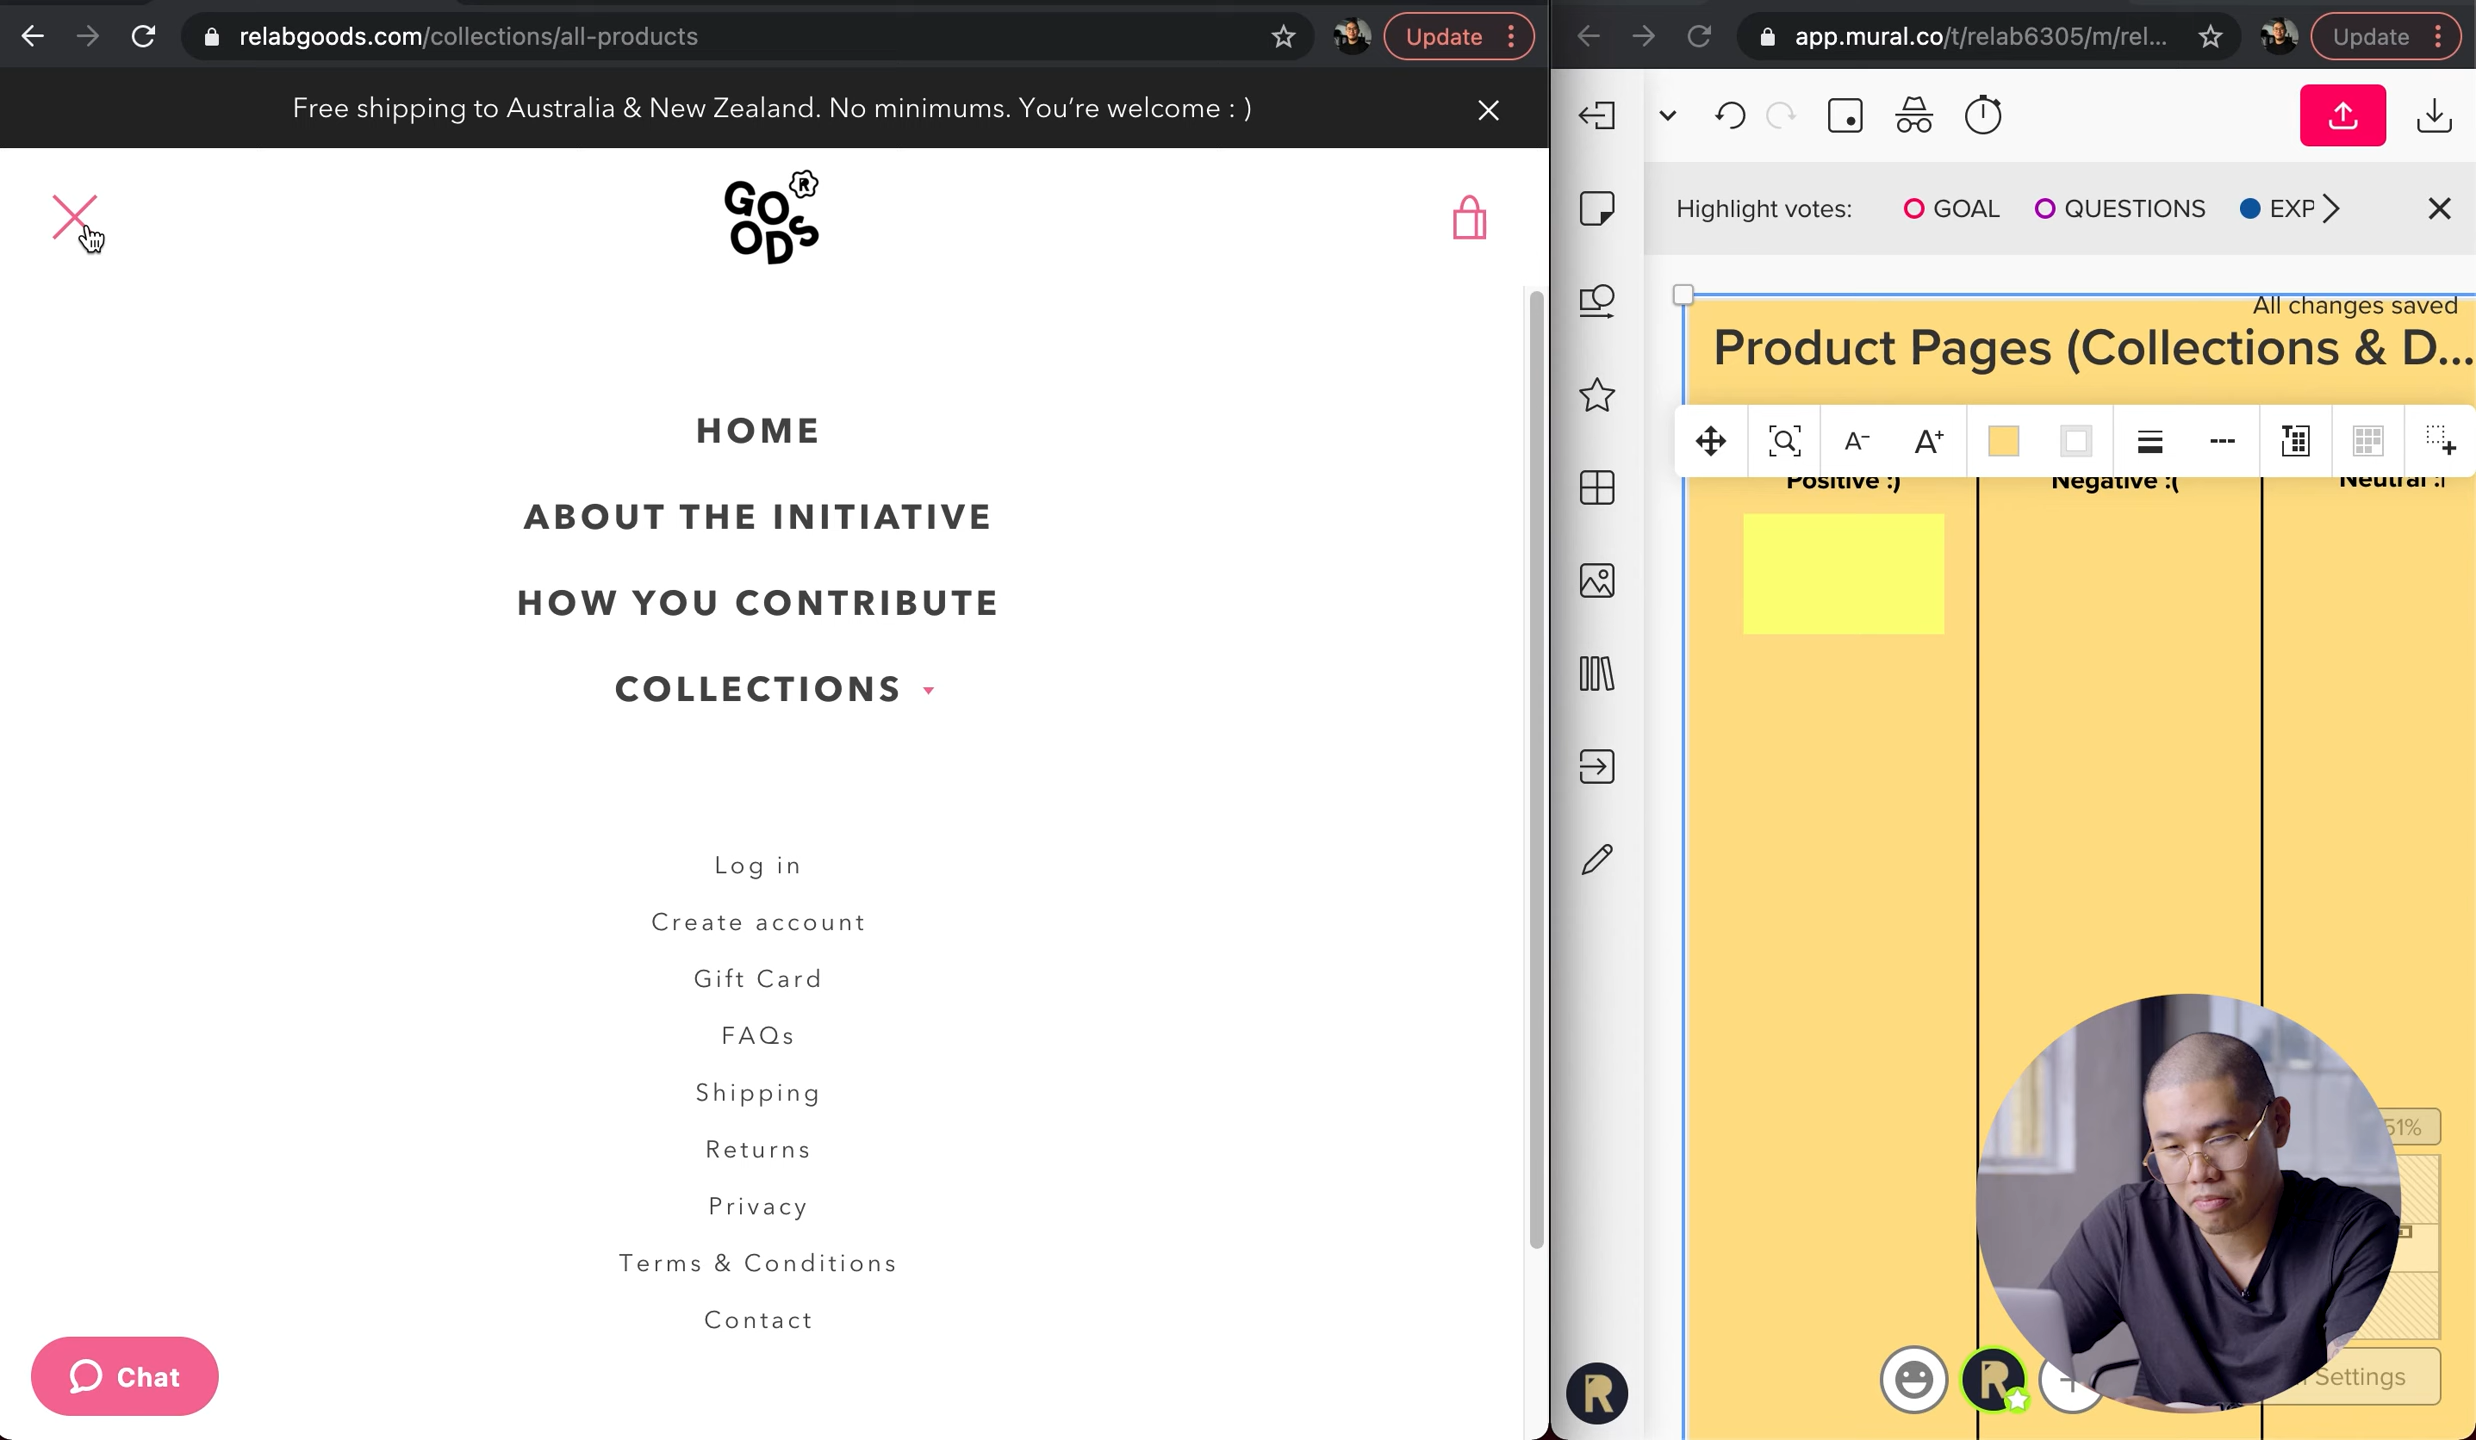 relabgoods.com/collections/all-products
Update
Free shipping to Australia & New Zealand. No minimums. You're welcome : )
GOODS
R
HOME
ABOUT THE INITIATIVE
HOW YOU CONTRIBUTE
COLLECTIONS
Log in
Create account
Gift Card
FAQs
Shipping
Returns
Privacy
Terms & Conditions
Contact
Chat
app.mural.co/t/relab6305/m/rel...
Update
Highlight votes: GOAL QUESTIONS EXP
All changes saved
Product Pages (Collections & D...
A- A+
Positive :) Negative :( Neutral :|
51%
R
R
Settings